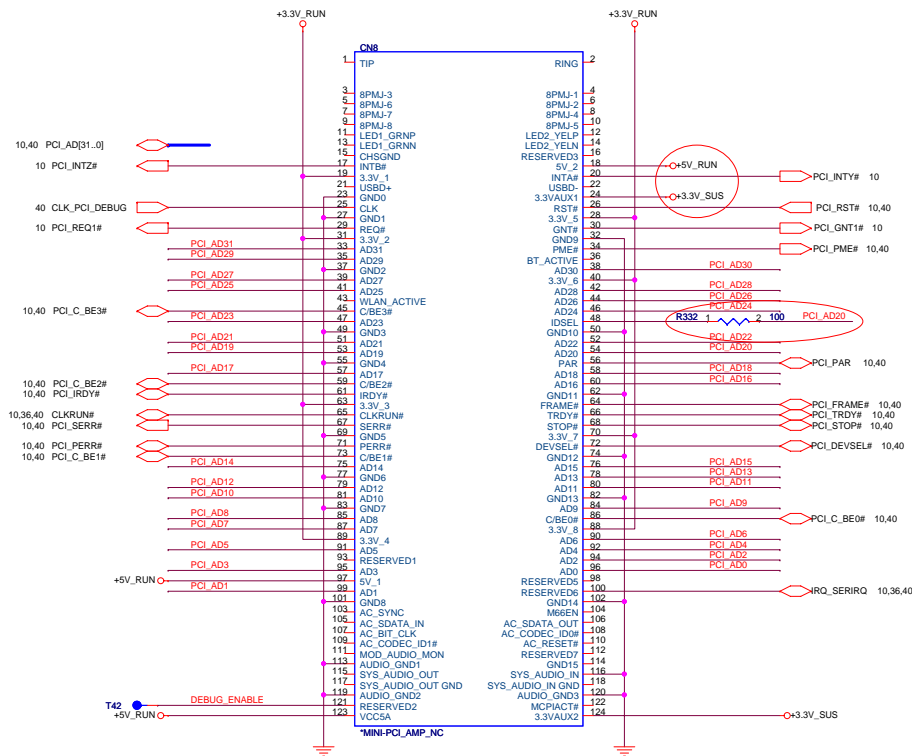 +3.3V_RUN +3.3V_RUN
CN8
1 TIP RING 2
3 8PMJ-3 8PMJ-1 4
5 8PMJ-6 8PMJ-2 6
7 8PMJ-7 8PMJ-4 8
9 8PMJ-8 8PMJ-5 10
11 LED1_GRNP LED2_YELP 12
10,40 PCI_AD[31..0] 13 LED1_GRNN LED2_YELN 14
15 CHSGND RESERVED3 16
10 PCI_INTZ# 17 INTB# 5V_2 18 +5V_RUN
19 3.3V_1 INTA# 20 PCI_INTY# 10
21 USBD+ USBD- 22
23 GND0 3.3VAUX1 24 +3.3V_SUS
40 CLK_PCI_DEBUG 25 CLK RST# 26 PCI_RST# 10,40
27 GND1 3.3V_5 28
10 PCI_REQ1# 29 REQ# GNT# 30 PCI_GNT1# 10
31 3.3V_2 GND9 32
PCI_AD31 33 AD31 PME# 34 PCI_PME# 10,40
PCI_AD29 35 AD29 BT_ACTIVE 36
37 GND2 AD30 38 PCI_AD30
PCI_AD27 39 AD27 3.3V_6 40
PCI_AD25 41 AD25 AD28 42 PCI_AD28
43 WLAN_ACTIVE AD26 44 PCI_AD26
10,40 PCI_C_BE3# 45 C/BE3# AD24 46 PCI_AD24
PCI_AD23 47 AD23 IDSEL 48 R332 1 2 100 PCI_AD20
49 GND3 GND10 50
PCI_AD21 51 AD21 AD22 52 PCI_AD22
PCI_AD19 53 AD19 AD20 54 PCI_AD20
55 GND4 PAR 56 PCI_PAR 10,40
PCI_AD17 57 AD17 AD18 58 PCI_AD18
10,40 PCI_C_BE2# 59 C/BE2# AD16 60 PCI_AD16
10,40 PCI_IRDY# 61 IRDY# GND11 62
63 3.3V_3 FRAME# 64 PCI_FRAME# 10,40
10,36,40 CLKRUN# 65 CLKRUN# TRDY# 66 PCI_TRDY# 10,40
10,40 PCI_SERR# 67 SERR# STOP# 68 PCI_STOP# 10,40
69 GND5 3.3V_7 70
10,40 PCI_PERR# 71 PERR# DEVSEL# 72 PCI_DEVSEL# 10,40
10,40 PCI_C_BE1# 73 C/BE1# GND12 74
PCI_AD14 75 AD14 AD15 76 PCI_AD15
77 GND6 AD13 78 PCI_AD13
PCI_AD12 79 AD12 AD11 80 PCI_AD11
PCI_AD10 81 AD10 GND13 82
83 GND7 AD9 84 PCI_AD9
PCI_AD8 85 AD8 C/BE0# 86 PCI_C_BE0# 10,40
PCI_AD7 87 AD7 3.3V_8 88
89 3.3V_4 AD6 90 PCI_AD6
PCI_AD5 91 AD5 AD4 92 PCI_AD4
93 RESERVED1 AD2 94 PCI_AD2
PCI_AD3 95 AD3 AD0 96 PCI_AD0
+5V_RUN 97 5V_1 RESERVED5 98
PCI_AD1 99 AD1 RESERVED6 100 IRQ_SERIRQ 10,36,40
101 GND8 GND14 102
103 AC_SYNC M66EN 104
105 AC_SDATA_IN AC_SDATA_OUT 106
107 AC_BIT_CLK AC_CODEC_ID0# 108
109 AC_CODEC_ID1# AC_RESET# 110
111 MOD_AUDIO_MON RESERVED7 112
113 AUDIO_GND1 GND15 114
115 SYS_AUDIO_OUT SYS_AUDIO_IN 116
117 SYS_AUDIO_OUT GND SYS_AUDIO_IN GND 118
119 AUDIO_GND2 AUDIO_GND3 120
T42 DEBUG_ENABLE 121 RESERVED2 MCPIACT# 122
+5V_RUN 123 VCC5A 3.3VAUX2 124 +3.3V_SUS
*MINI-PCI_AMP_NC